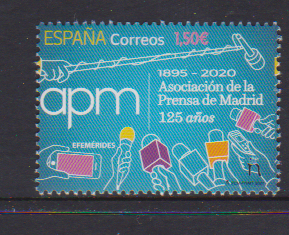 ESPAÑA Correos 1,50€
apm
1895 - 2020
Asociación de la
Prensa de Madrid
125 años
EFEMÉRIDES